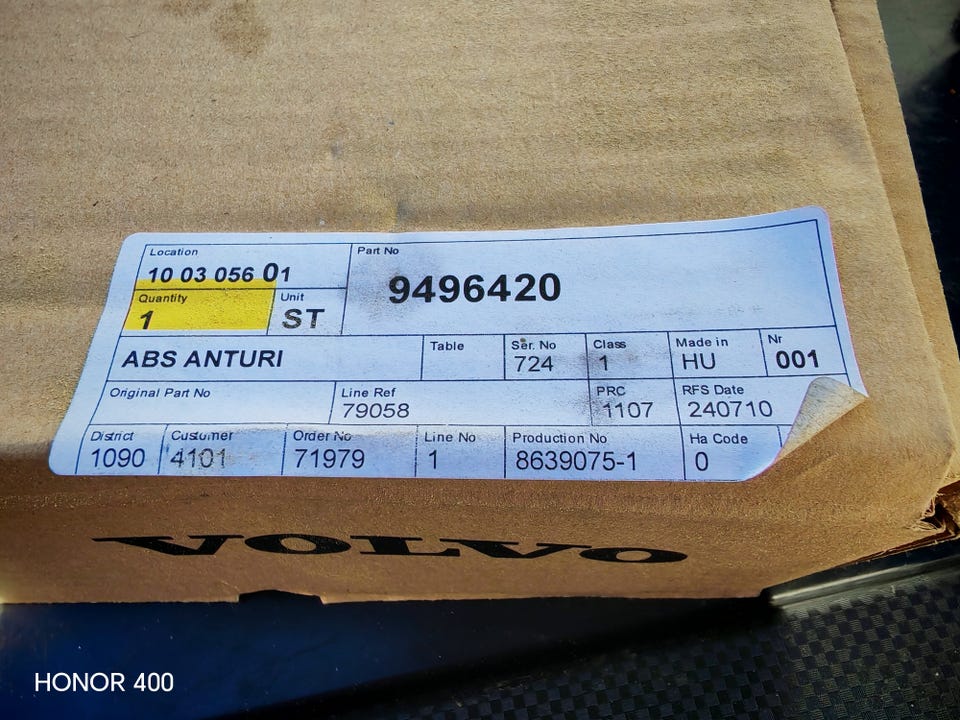 Location
10 03 056 01
Part No
9496420
Quantity
1
Unit
ST
ABS ANTURI
Table
Ser. No
724
Class
1
Made in
HU
Nr
001
Original Part No
Line Ref
79058
PRC
1107
RFS Date
240710
District
1090
Customer
4101
Order No
71979
Line No
1
Production No
8639075-1
Ha Code
0
VOLVO
HONOR 400